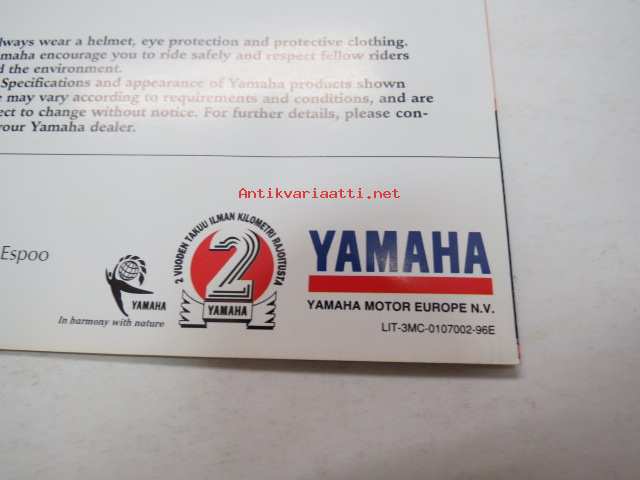 lways wear a helmet, eye protection and protective clothing.
maha encourage you to ride safely and respect fellow riders
d the environment.
Specifications and appearance of Yamaha products shown
e may vary according to requirements and conditions, and are
ect to change without notice. For further details, please con-
your Yamaha dealer.
Antikvariaatti.net
Espoo
2 VUODEN TAKUU ILMAN KILOMETRI RAJOITUSTA
2
YAMAHA
YAMAHA
In harmony with nature
YAMAHA
YAMAHA MOTOR EUROPE N.V.
LIT-3MC-0107002-96E